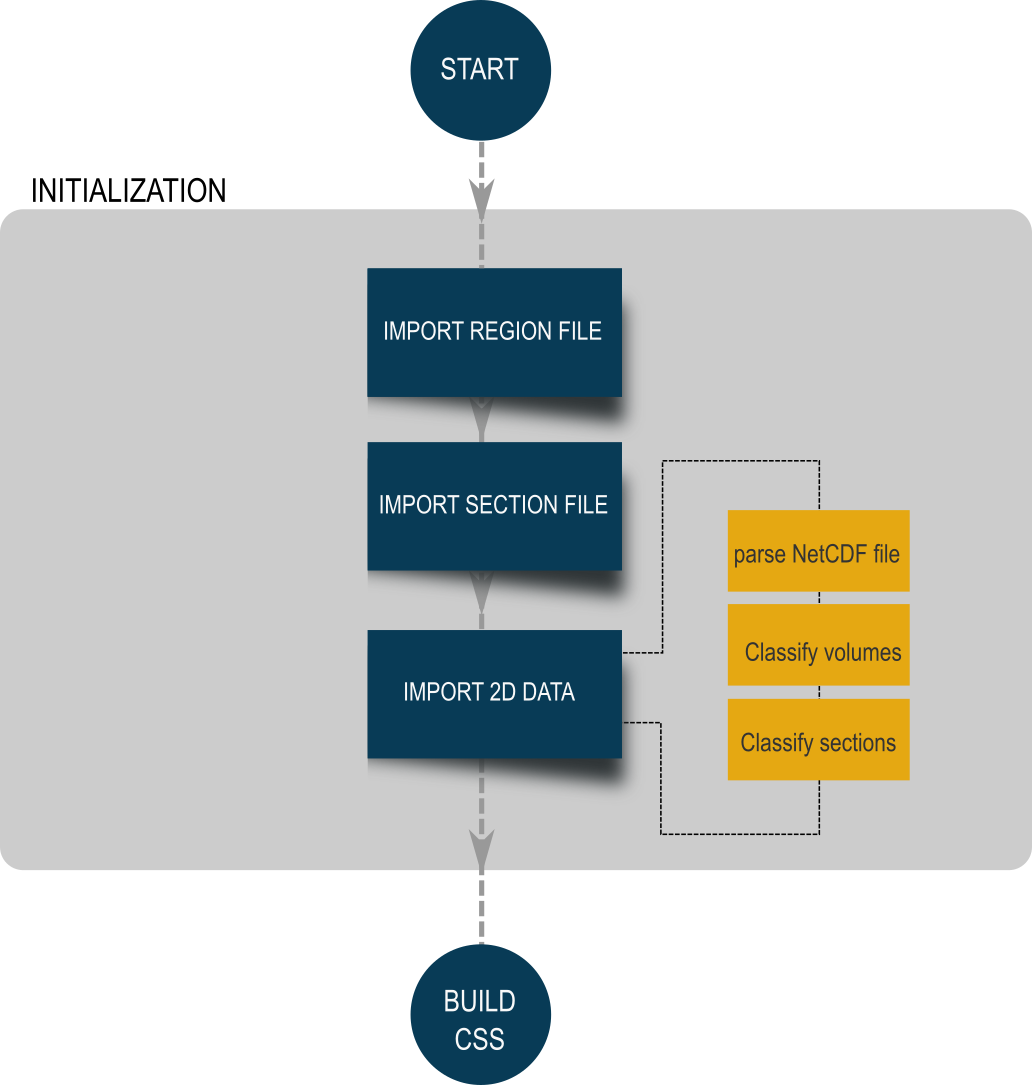 START
INITIALIZATION
IMPORT REGION FILE
IMPORT SECTION FILE
IMPORT 2D DATA
parse NetCDF file
Classify volumes
Classify sections
BUILD
CSS